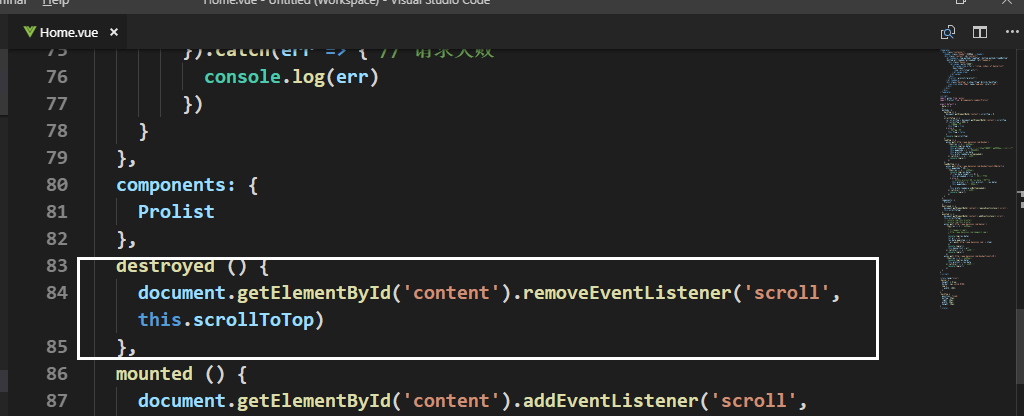 Help Home.vue - Untitled (Workspace) - Visual Studio Code
Home.vue ×
75 }).catch(err => { // 请求失败
76 console.log(err)
77 })
78 }
79 },
80 components: {
81 Prolist
82 },
83 destroyed () {
84 document.getElementById('content').removeEventListener('scroll',
this.scrollToTop)
85 },
86 mounted () {
87 document.getElementById('content').addEventListener('scroll',